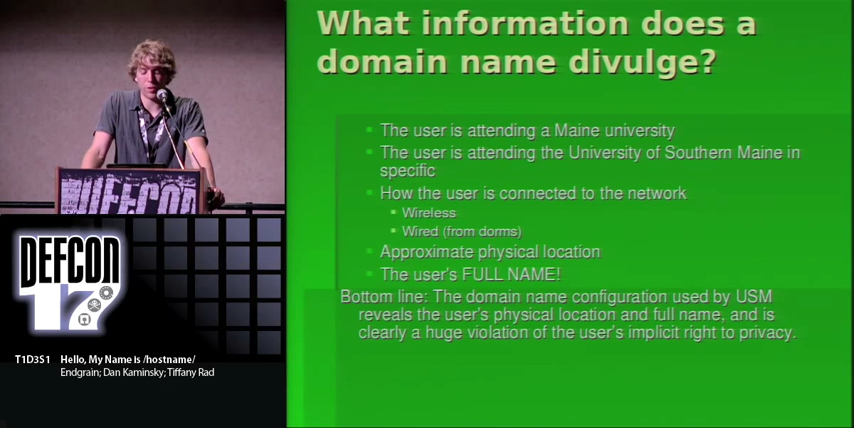 What information does a
domain name divulge?
The user is attending a Maine university
The user is attending the University of Southern Maine in
specific
How the user is connected to the network
Wireless
Wired (from dorms)
Approximate physical location
The user's FULL NAME!
Bottom line: The domain name configuration used by USM
reveals the user's physical location and full name, and is
clearly a huge violation of the user's implicit right to privacy.
DEFCON
DEFCON
17
T1D3S1 Hello, My Name is /hostname/
Endgrain; Dan Kaminsky; Tiffany Rad